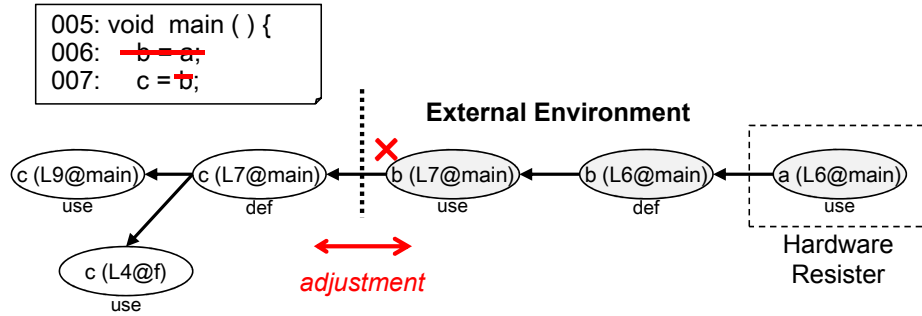 005: void main ( ) {
006: b = a;
007: c = b;
External Environment
c (L9@main)
use
c (L7@main)
def
b (L7@main)
use
b (L6@main)
def
a (L6@main)
use
Hardware
Resister
adjustment
c (L4@f)
use